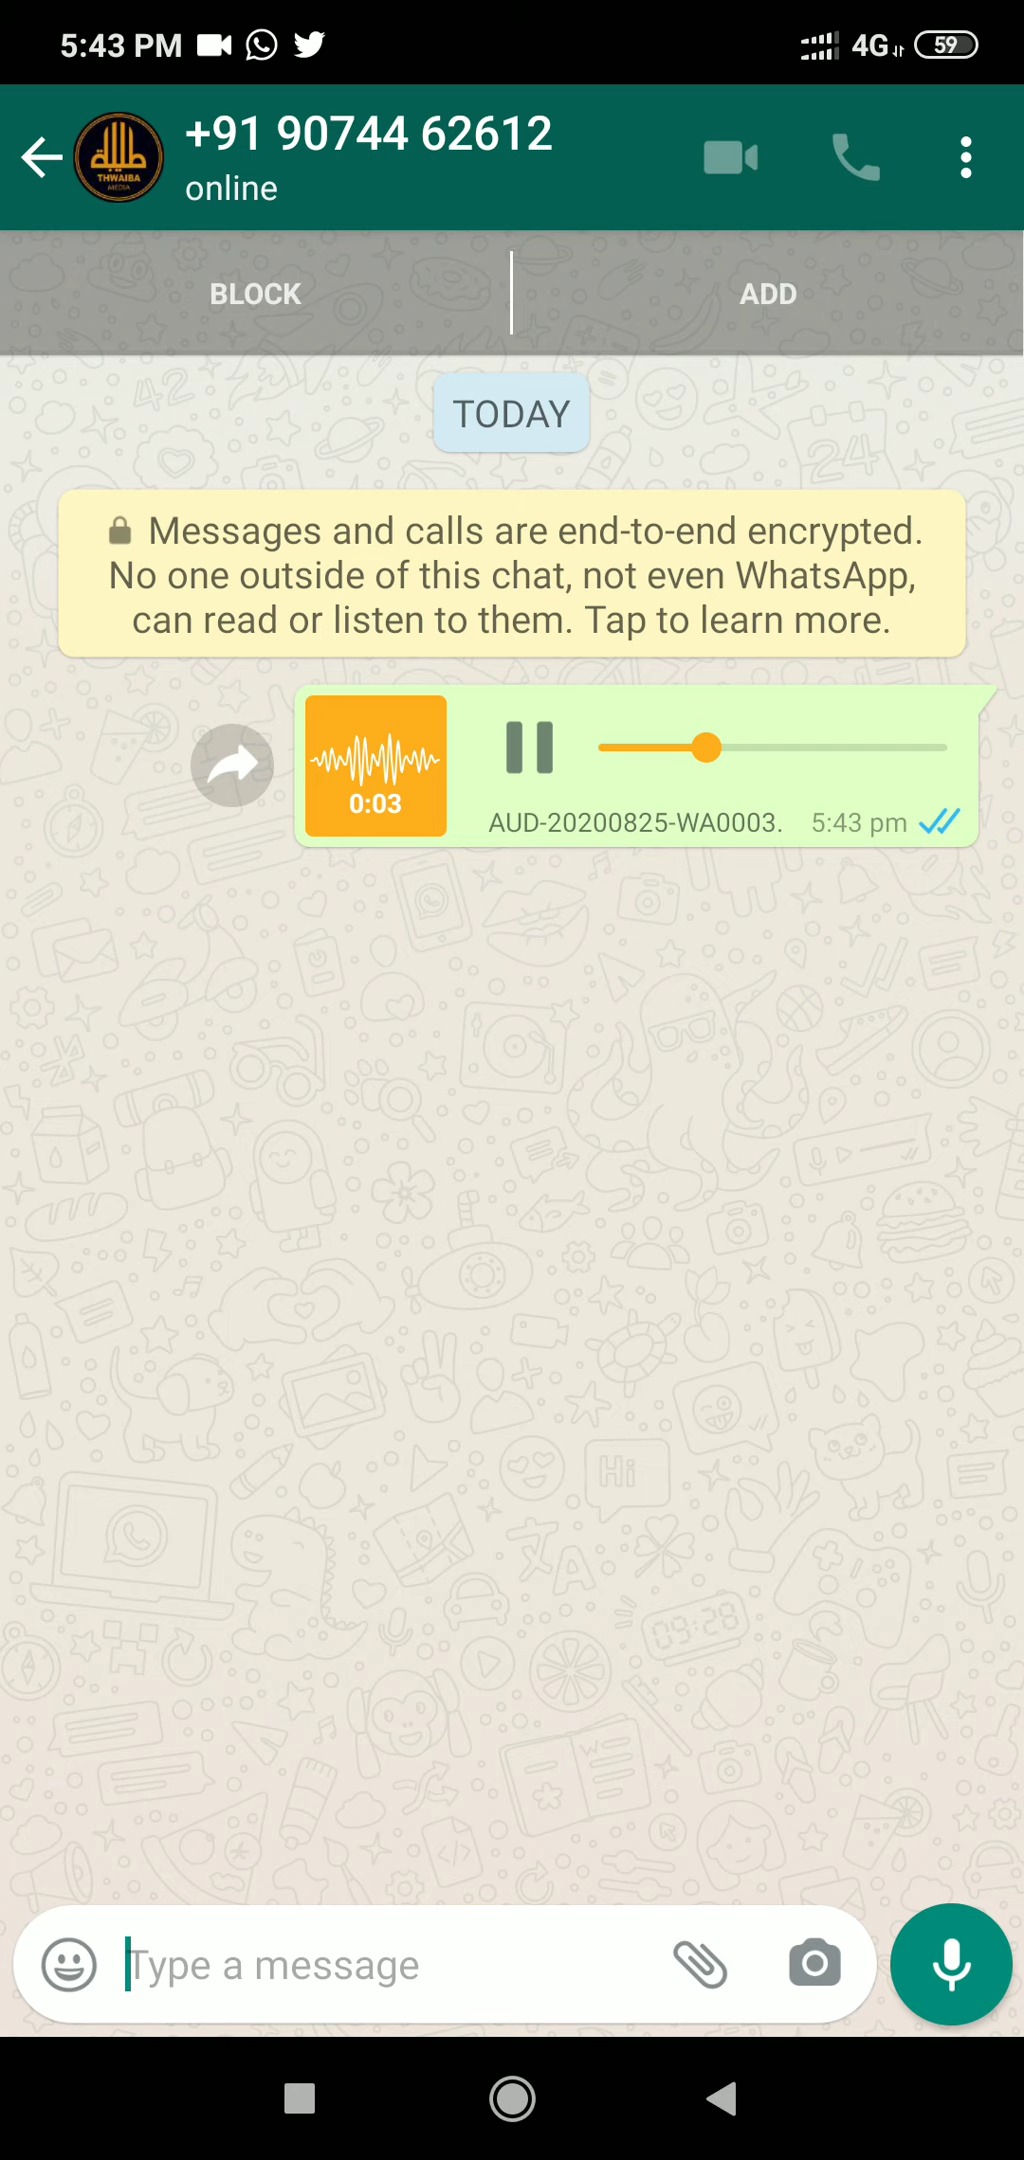 5:43 PM
4G
59
+91 90744 62612
online
THWAIBA
MEDIA
BLOCK
ADD
TODAY
Messages and calls are end-to-end encrypted.
No one outside of this chat, not even WhatsApp,
can read or listen to them. Tap to learn more.
0:03
AUD-20200825-WA0003.
5:43 pm
Type a message